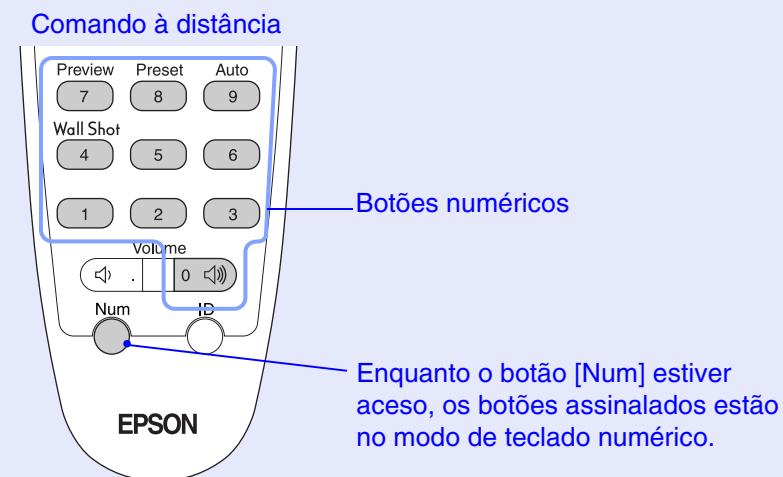 Comando à distância
Preview Preset Auto
7 8 9
Wall Shot
4 5 6
1 2 3
Botões numéricos
Volume
. 0
Num ID
Enquanto o botão [Num] estiver
aceso, os botões assinalados estão
no modo de teclado numérico.
EPSON